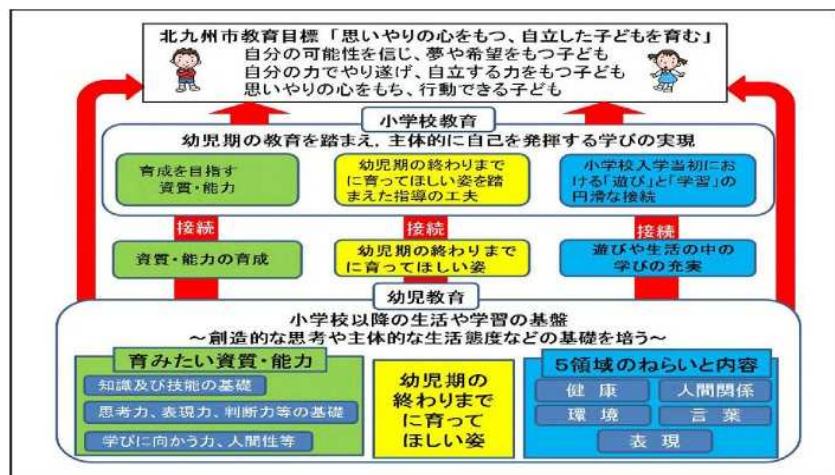 北九州市教育目標「思いやりの心をもつ、自立した子どもを育む」
自分の可能性を信じ、夢や希望をもつ子ども
自分の力でやり遂げ、自立する力をもつ子ども
思いやりの心をもち、行動できる子ども
小学校教育
幼児期の教育を踏まえ、主体的に自己を発揮する学びの実現
育成を目指す
資質・能力
幼児期の終わりまで
に育ってほしい姿を踏
まえた指導の工夫
小学校入学当初にお
ける「遊び」と「学習」の
円滑な接続
接続
接続
接続
資質・能力の育成
幼児期の終わりまで
に育ってほしい姿
遊びや生活の中の
学びの充実
幼児教育
小学校以降の生活や学習の基盤
～創造的な思考や主体的な生活態度などの基礎を培う～
育みたい資質・能力
知識及び技能の基礎
思考力、表現力、判断力等の基礎
学びに向かう力、人間性等
幼児期の
終わりまで
に育って
ほしい姿
5領域のねらいと内容
健 康
人間関係
環 境
言 葉
表 現